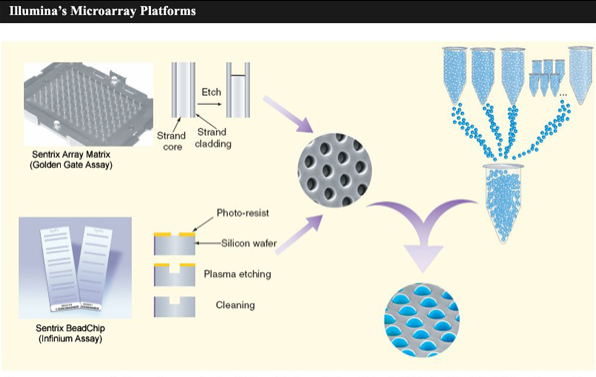 Illumina's Microarray Platforms
Etch
Strand
core
Strand
cladding
Sentrix Array Matrix
(Golden Gate Assay)
...
Photo-resist
Silicon wafer
Plasma etching
Cleaning
Sentrix BeadChip
(Infinium Assay)